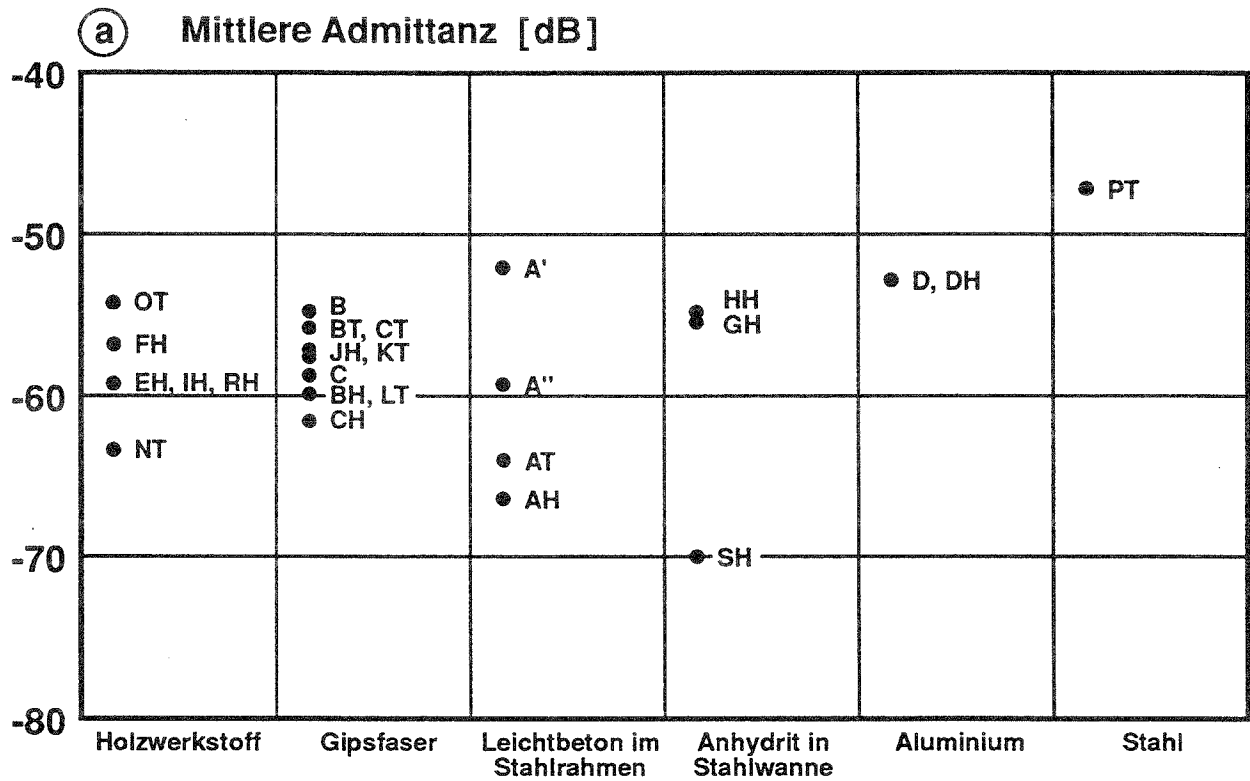 a Mittlere Admittanz [dB]
-40
-50
-60
-70
-80
OT
FH
EH, IH, RH
NT
B
BT, CT
JH, KT
C
BH, LT
CH
A'
A"
AT
AH
HH
GH
SH
D, DH
PT
Holzwerkstoff
Gipsfaser
Leichtbeton im
Stahlrahmen
Anhydrit in
Stahlwanne
Aluminium
Stahl